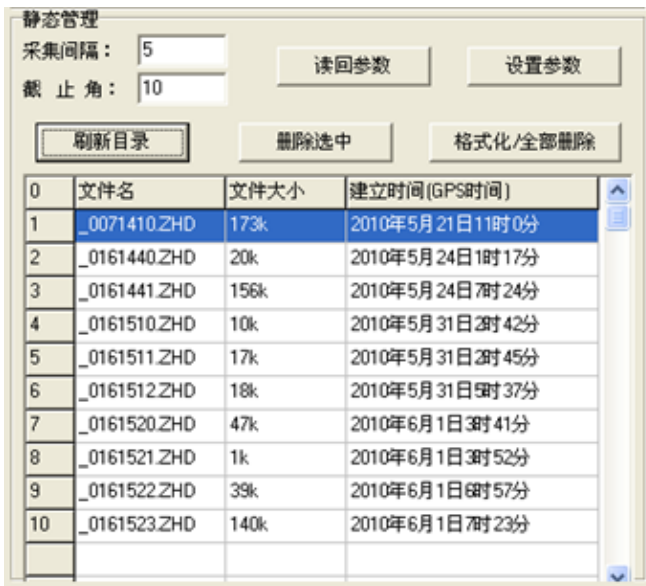 静态管理
采集间隔： 5 读回参数 设置参数
截 止 角： 10
刷新目录 删除选中 格式化/全部删除
0 文件名 文件大小 建立时间(GPS时间)
1 _0071410.ZHD 173k 2010年5月21日11时0分
2 _0161440.ZHD 20k 2010年5月24日1时17分
3 _0161441.ZHD 156k 2010年5月24日7时24分
4 _0161510.ZHD 10k 2010年5月31日2时42分
5 _0161511.ZHD 17k 2010年5月31日2时45分
6 _0161512.ZHD 18k 2010年5月31日5时37分
7 _0161520.ZHD 47k 2010年6月1日3时41分
8 _0161521.ZHD 1k 2010年6月1日3时52分
9 _0161522.ZHD 39k 2010年6月1日6时57分
10 _0161523.ZHD 140k 2010年6月1日7时23分